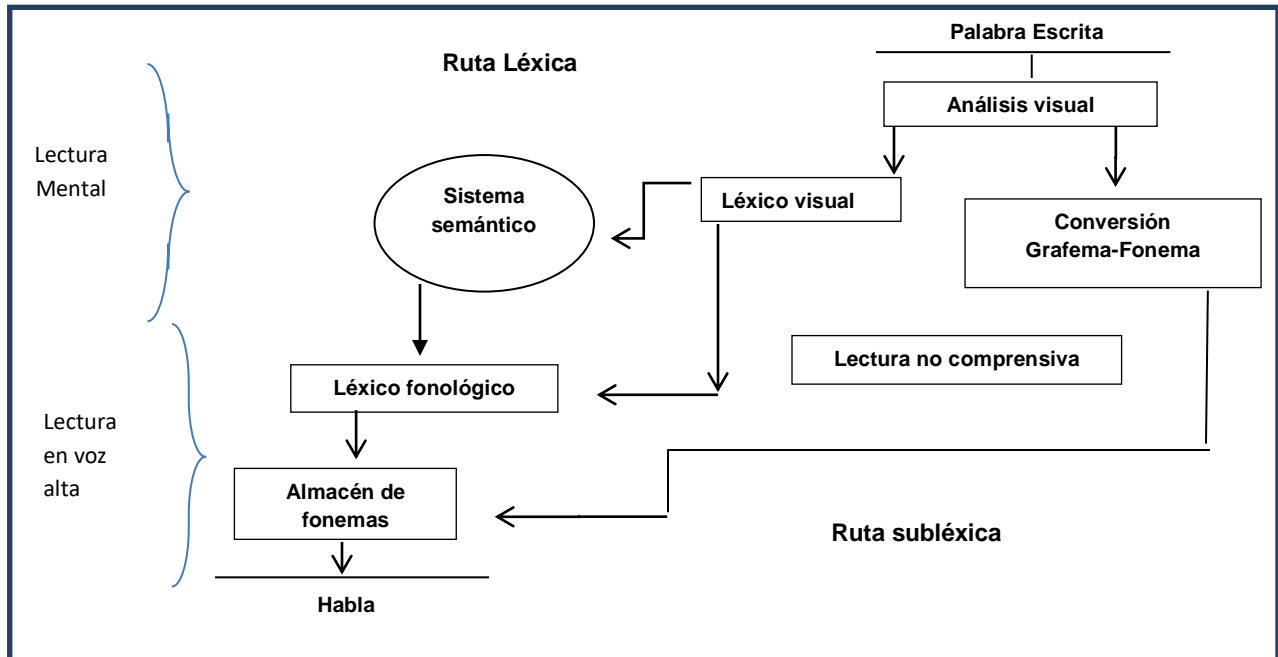 Palabra Escrita
Ruta Léxica
Análisis visual
Lectura
Mental
Sistema
semántico
Léxico visual
Conversión
Grafema-Fonema
Lectura no comprensiva
Léxico fonológico
Lectura
en voz
alta
Almacén de
fonemas
Ruta subléxica
Habla